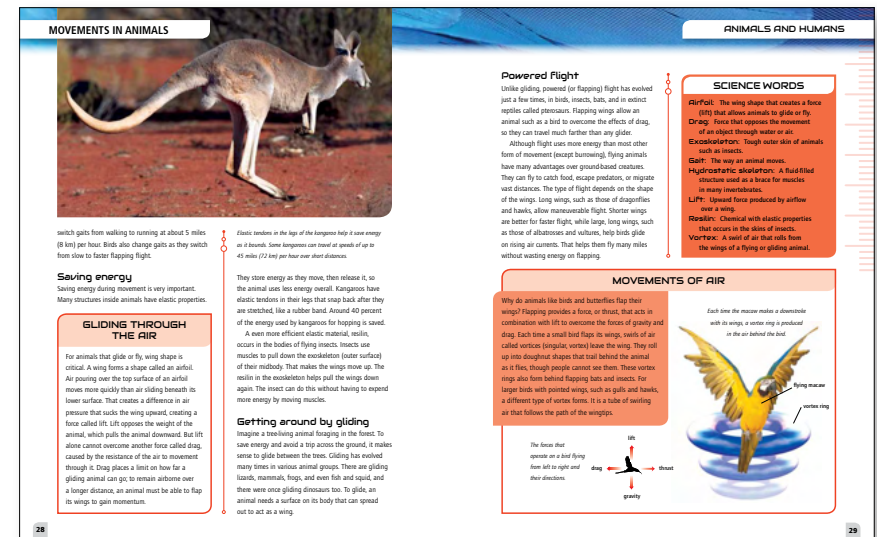 MOVEMENTS IN ANIMALS
switch gaits from walking to running at about 5 miles
(8 km) per hour. Birds also change gaits as they switch
from slow to faster flapping flight.
Saving energy
Saving energy during movement is very important.
Many structures inside animals have elastic properties.
GLIDING THROUGH
THE AIR
For animals that glide or fly, wing shape is
critical. A wing forms a shape called an airfoil.
Air pouring over the top surface of an airfoil
moves more quickly than air sliding beneath its
lower surface. That creates a difference in air
pressure that sucks the wing upward, creating a
force called lift. Lift opposes the weight of the
animal, which pulls the animal downward. But lift
alone cannot overcome another force called drag,
caused by the resistance of the air to movement
through it. Drag places a limit on how far a
gliding animal can go; to remain airborne over
a longer distance, an animal must be able to flap
its wings to gain momentum.
28
Elastic tendons in the legs of the kangaroo help it save energy
as it bounds. Some kangaroos can travel at speeds of up to
45 miles (72 km) per hour over short distances.
They store energy as they move, then release it, so
the animal uses less energy overall. Kangaroos have
elastic tendons in their legs that snap back after they
are stretched, like a rubber band. Around 40 percent
of the energy used by kangaroos for hopping is saved.
A even more efficient elastic material, resilin,
occurs in the bodies of flying insects. Insects use
muscles to pull down the exoskeleton (outer surface)
of their midbody. That makes the wings move up. The
resilin in the exoskeleton helps pull the wings down
again. The insect can do this without having to expend
more energy by moving muscles.
Getting around by gliding
Imagine a tree-living animal foraging in the forest. To
save energy and avoid a trip across the ground, it makes
sense to glide between the trees. Gliding has evolved
many times in various animal groups. There are gliding
lizards, mammals, frogs, and even fish and squid, and
there were once gliding dinosaurs too. To glide, an
animal needs a surface on its body that can spread
out to act as a wing.
ANIMALS AND HUMANS
Powered flight
Unlike gliding, powered (or flapping) flight has evolved
just a few times, in birds, insects, bats, and in extinct
reptiles called pterosaurs. Flapping wings allow an
animal such as a bird to overcome the effects of drag,
so they can travel much farther than any glider.
Although flight uses more energy than most other
form of movement (except burrowing), flying animals
have many advantages over ground-based creatures.
They can fly to catch food, escape predators, or migrate
vast distances. The type of flight depends on the shape
of the wings. Long wings, such as those of dragonflies
and hawks, allow maneuverable flight. Shorter wings
are better for faster flight, while large, long wings, such
as those of albatrosses and vultures, help birds glide
on rising air currents. That helps them fly many miles
without wasting energy on flapping.
SCIENCE WORDS
Airfoil: The wing shape that creates a force
(lift) that allows animals to glide or fly.
Drag: Force that opposes the movement
of an object through water or air.
Exoskeleton: Tough outer skin of animals
such as insects.
Gait: The way an animal moves.
Hydrostatic skeleton: A fluid-filled
structure used as a brace for muscles
in many invertebrates.
Lift: Upward force produced by airflow
over a wing.
Resilin: Chemical with elastic properties
that occurs in the skins of insects.
Vortex: A swirl of air that rolls from
the wings of a flying or gliding animal.
MOVEMENTS OF AIR
Why do animals like birds and butterflies flap their
wings? Flapping provides a force, or thrust, that acts in
combination with lift to overcome the forces of gravity and
drag. Each time a small bird flaps its wings, swirls of air
called vortices (singular, vortex) leave the wing. They roll
up into doughnut shapes that trail behind the animal
as it flies, though people cannot see them. These vortex
rings also form behind flapping bats and insects. For
larger birds with pointed wings, such as gulls and hawks,
a different type of vortex forms. It is a tube of swirling
air that follows the path of the wingtips.
The forces that
operate on a bird flying
from left to right and
their directions.
lift
drag
thrust
gravity
Each time the macaw makes a downstroke
with its wings, a vortex ring is produced
in the air behind the bird.
flying macaw
vortex ring
29